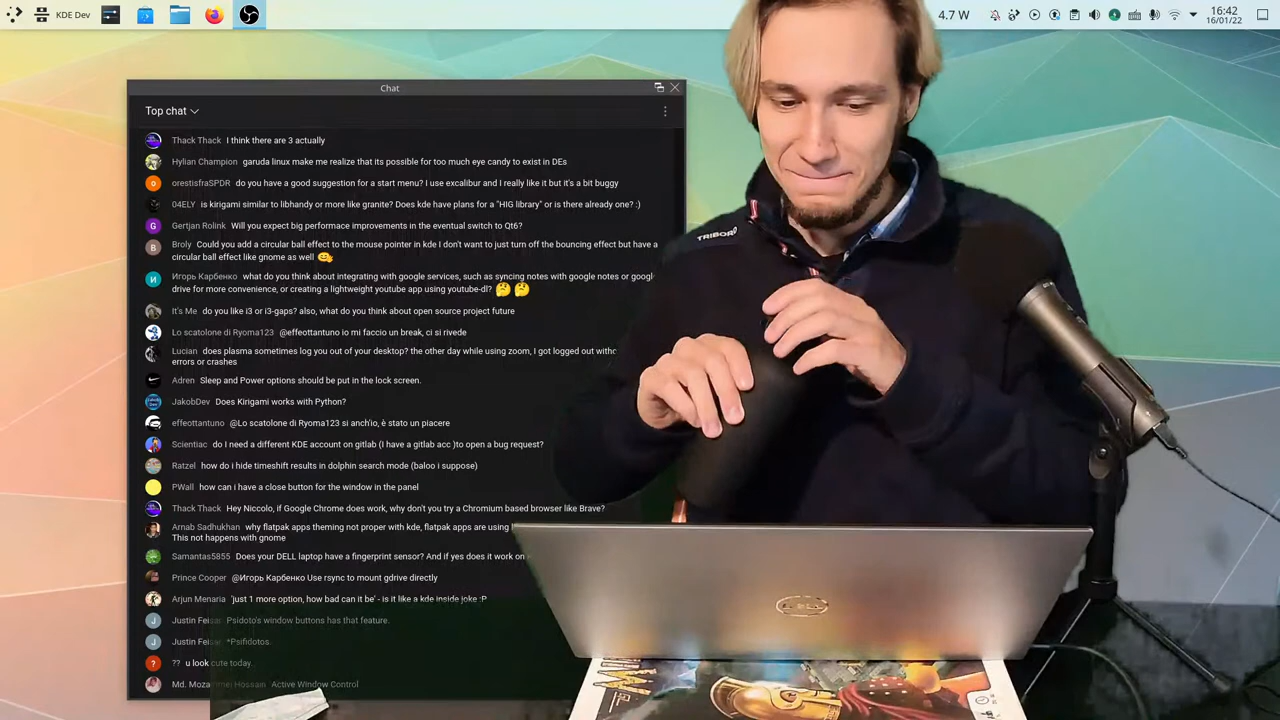 KDE Dev
4.7 W
16:42
16/01/22
Chat
Top chat
Thack Thack I think there are 3 actually
Hylian Champion garuda linux make me realize that its possible for too much eye candy to exist in DEs
orestisfraSPDR do you have a good suggestion for a start menu? I use excalibur and I really like it but it's a bit buggy
04ELY is kirigami similar to libhandy or more like granite? Does kde have plans for a "HIG library" or is there already one? :)
G Gertjan Rolink Will you expect big performace improvements in the eventual switch to Qt6?
B Broly Could you add a circular ball effect to the mouse pointer in kde I don't want to just turn off the bouncing effect but have a
circular ball effect like gnome as well
И Игорь Карбенко what do you think about integrating with google services, such as syncing notes with google notes or googl
drive for more convenience, or creating a lightweight youtube app using youtube-dl?
It's Me do you like i3 or i3-gaps? also, what do you think about open source project future
Lo scatolone di Ryoma123 @effeottantuno io mi faccio un break, ci si rivede
Lucian does plasma sometimes log you out of your desktop? the other day while using zoom, I got logged out witho
errors or crashes
Adren Sleep and Power options should be put in the lock screen.
JakobDev Does Kirigami works with Python?
effeottantuno @Lo scatolone di Ryoma123 si anch'io, è stato un piacere
Scientiac do I need a different KDE account on gitlab (I have a gitlab acc )to open a bug request?
Ratzel how do i hide timeshift results in dolphin search mode (baloo i suppose)
PWall how can i have a close button for the window in the panel
Thack Thack Hey Niccolo, if Google Chrome does work, why don't you try a Chromium based browser like Brave?
Arnab Sadhukhan why flatpak apps theming not proper with kde, flatpak apps are using
This not happens with gnome
Samantas5855 Does your DELL laptop have a fingerprint sensor? And if yes does it work on
Prince Cooper @Игорь Карбенко Use rsync to mount gdrive directly
Arjun Menaria 'just 1 more option, how bad can it be' - is it like a kde inside joke :P
J Justin Feisar Psidoto's window buttons has that feature.
J Justin Feisar *Psifidotos.
? ?? u look cute today.
Md. Mozammel Hossain Active Window Control
TRIBORD
DELL